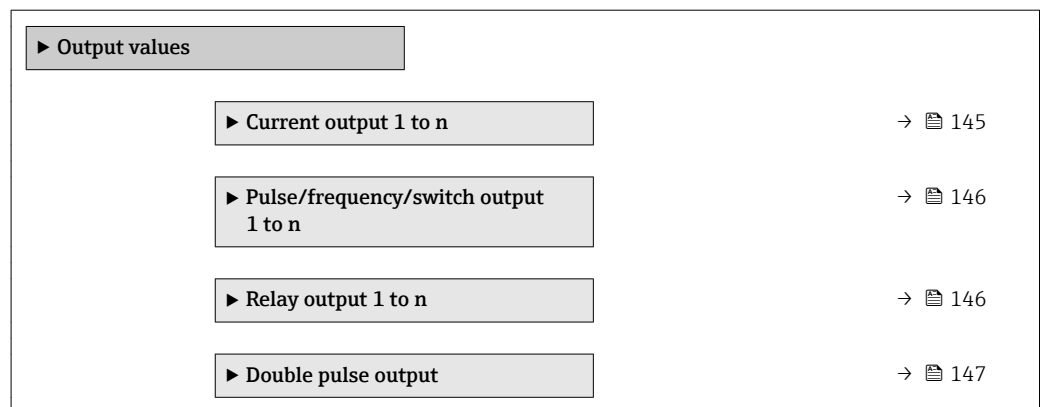 ▶ Output values
▶ Current output 1 to n → 145
▶ Pulse/frequency/switch output
1 to n → 146
▶ Relay output 1 to n → 146
▶ Double pulse output → 147